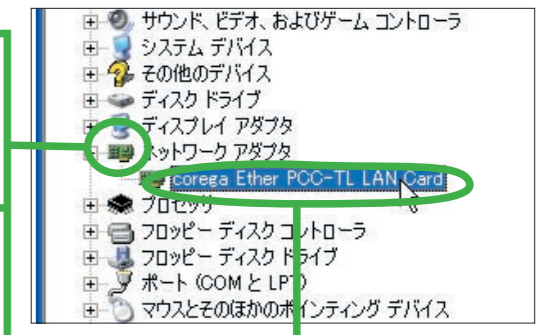 サウンド、ビデオ、およびゲーム コントローラ
システム デバイス
その他のデバイス
ディスク ドライブ
ディスプレイ アダプタ
ネットワーク アダプタ
corega Ether PCC-TL LAN Card
プロセッサ
フロッピー ディスク コントローラ
フロッピー ディスク ドライブ
ポート (COM と LPT)
マウスとそのほかのポインティング デバイス